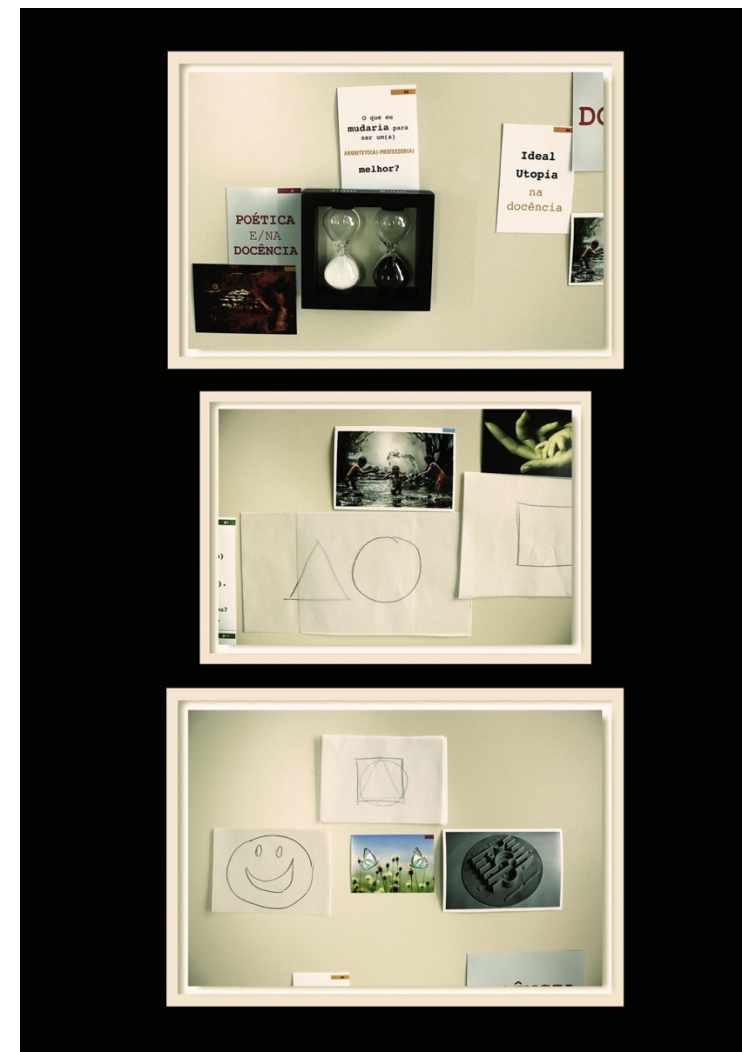 O que eu
mudaria para
ser um(a)
ARQUITETO(A)-PROFESSOR(A)
melhor?
POÉTICA
E/NA
DOCÊNCIA
Ideal
Utopia
na
docência